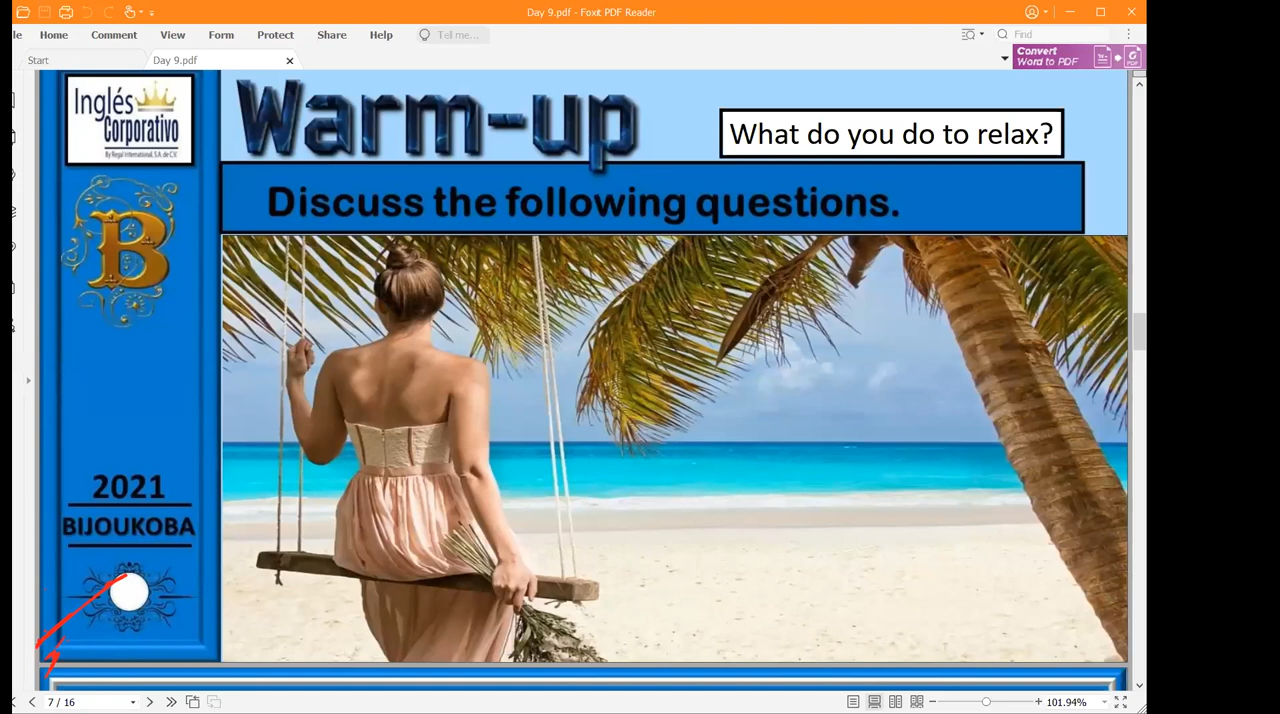 Day 9.pdf - Foxit PDF Reader
le Home Comment View Form Protect Share Help Tell me... Find
Start Day 9.pdf
Convert
Word to PDF
Inglés
Corporativo
By Regal International, S.A. de C.V.
Warm-up
What do you do to relax?
Discuss the following questions.
B
2021
BIJOUKOBA
7 / 16
101.94%